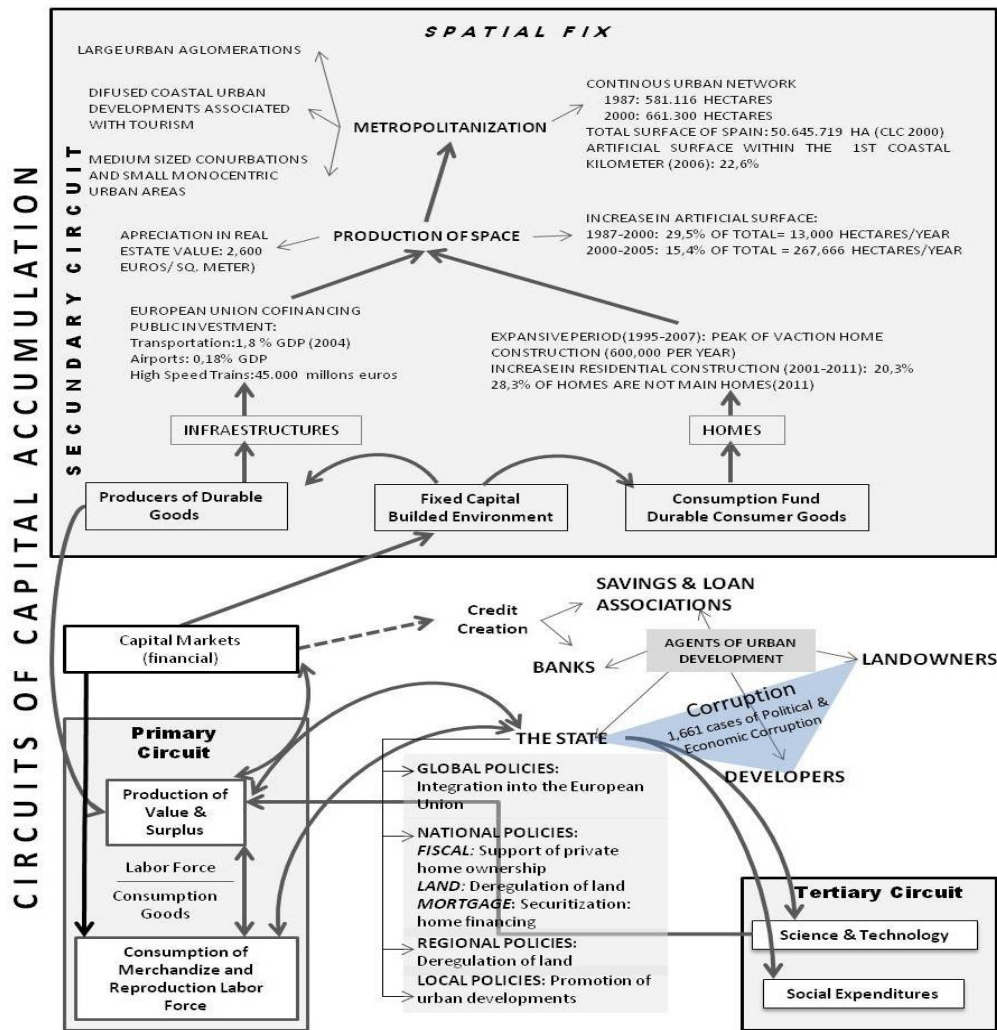 CIRCUITS OF CAPITAL ACCUMULATION
SECUNDARY CIRCUIT
SPATIAL FIX
LARGE URBAN AGLOMERATIONS
DIFUSED COASTAL URBAN
DEVELOPMENTS ASSOCIATED
WITH TOURISM
MEDIUM SIZED CONURBATIONS
AND SMALL MONOCENTRIC
URBAN AREAS
METROPOLITANIZATION
CONTINOUS URBAN NETWORK
1987: 581.116 HECTARES
2000: 661.300 HECTARES
TOTAL SURFACE OF SPAIN: 50.645.719 HA (CLC 2000)
ARTIFICIAL SURFACE WITHIN THE 1ST COASTAL
KILOMETER (2006): 22,6%
APRECIATION IN REAL
ESTATE VALUE: 2,600
EUROS/ SQ. METER)
PRODUCTION OF SPACE
INCREASE IN ARTIFICIAL SURFACE:
1987-2000: 29,5% OF TOTAL= 13,000 HECTARES/YEAR
2000-2005: 15,4% OF TOTAL = 267,666 HECTARES/YEAR
EUROPEAN UNION COFINANCING
PUBLIC INVESTMENT:
Transportation:1,8 % GDP (2004)
Airports: 0,18% GDP
High Speed Trains:45.000 millons euros
EXPANSIVE PERIOD(1995-2007): PEAK OF VACTION HOME
CONSTRUCTION (600,000 PER YEAR)
INCREASE IN RESIDENTIAL CONSTRUCTION (2001-2011): 20,3%
28,3% OF HOMES ARE NOT MAIN HOMES(2011)
INFRAESTRUCTURES
HOMES
Producers of Durable
Goods
Fixed Capital
Builded Environment
Consumption Fund
Durable Consumer Goods
Capital Markets
(financial)
Credit
Creation
SAVINGS & LOAN
ASSOCIATIONS
BANKS
AGENTS OF URBAN
DEVELOPMENT
LANDOWNERS
Corruption
1,661 cases of Political &
Economic Corruption
DEVELOPERS
THE STATE
Primary
Circuit
Production of
Value &
Surplus
Labor Force
Consumption
Goods
Consumption of
Merchandize and
Reproduction Labor
Force
GLOBAL POLICIES:
Integration into the European
Union
NATIONAL POLICIES:
FISCAL: Support of private
home ownership
LAND: Deregulation of land
MORTGAGE: Securitization:
home financing
REGIONAL POLICIES:
Deregulation of land
LOCAL POLICIES: Promotion of
urban developments
Tertiary Circuit
Science & Technology
Social Expenditures